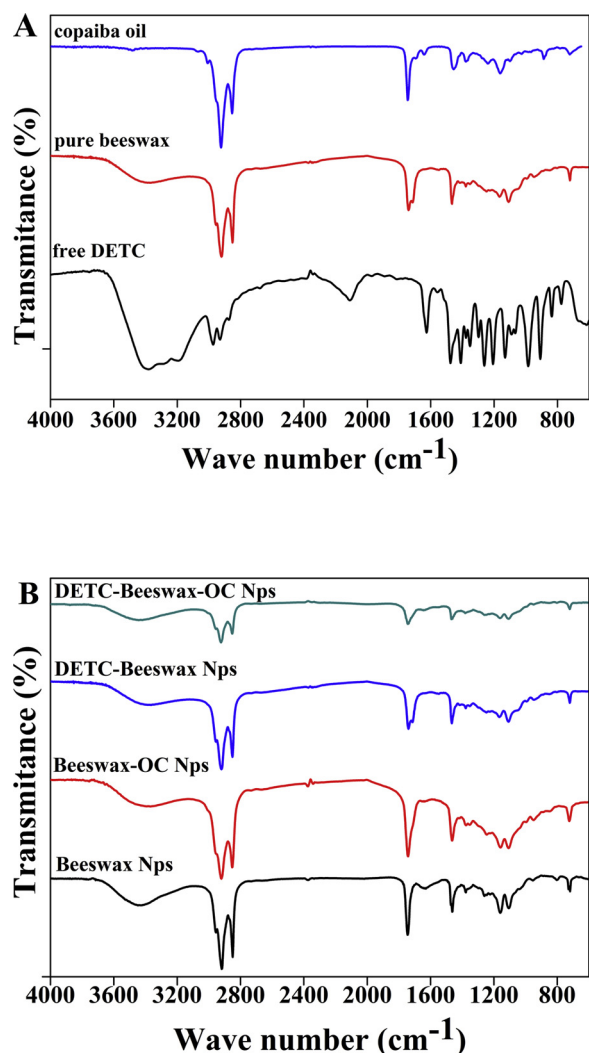 A
copaiba oil
pure beeswax
free DETC
Transmitance (%)
4000 3600 3200 2800 2400 2000 1600 1200 800
Wave number (cm-1)
B
DETC-Beeswax-OC Nps
DETC-Beeswax Nps
Beeswax-OC Nps
Beeswax Nps
Transmitance (%)
4000 3600 3200 2800 2400 2000 1600 1200 800
Wave number (cm-1)